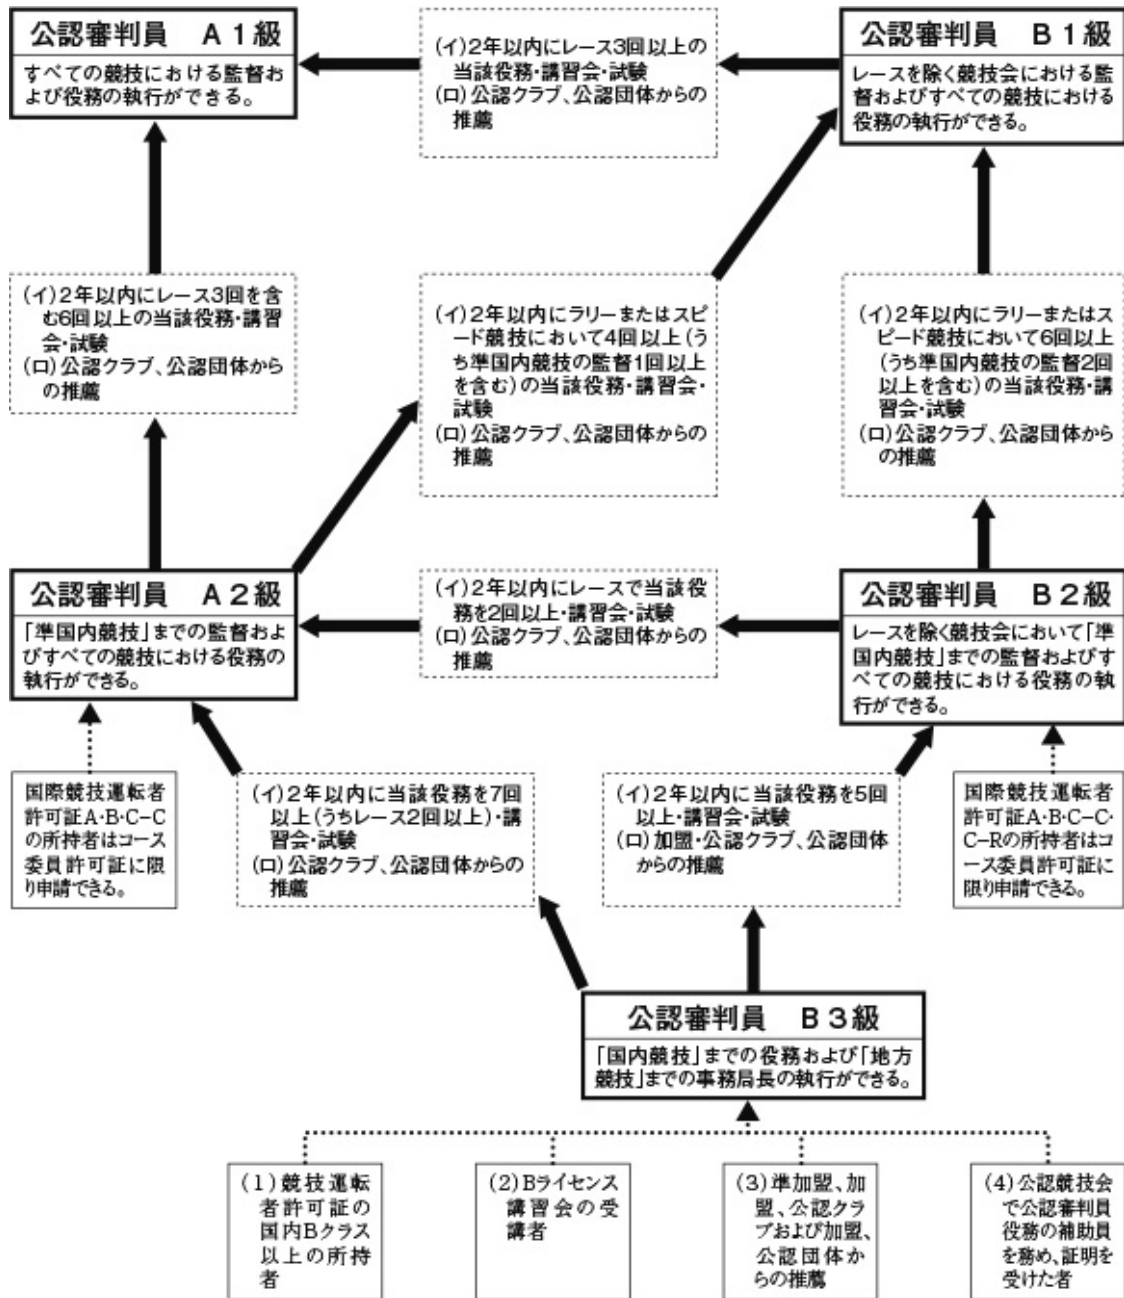 公認審判員 A1級
すべての競技における監督お
よび役務の執行ができる。
(イ)2年以内にレース3回以上の
当該役務・講習会・試験
(ロ)公認クラブ、公認団体からの
推薦
公認審判員 B1級
レースを除く競技会における監
督およびすべての競技における
役務の執行ができる。
(イ)2年以内にレース3回を含
む6回以上の当該役務・講習
会・試験
(ロ)公認クラブ、公認団体から
の推薦
(イ)2年以内にラリーまたはスピ
ード競技において4回以上(う
ち準国内競技の監督1回以上
を含む)の当該役務・講習会・
試験
(ロ)公認クラブ、公認団体からの
推薦
(イ)2年以内にラリーまたはス
ピード競技において6回以上
(うち準国内競技の監督2回
以上を含む)の当該役務・講
習会・試験
(ロ)公認クラブ、公認団体から
の推薦
公認審判員 A2級
「準国内競技」までの監督およ
びすべての競技における役務の
執行ができる。
(イ)2年以内にレースで当該役
務を2回以上・講習会・試験
(ロ)公認クラブ、公認団体からの
推薦
公認審判員 B2級
レースを除く競技会において「準
国内競技」までの監督およびす
べての競技における役務の執
行ができる。
国際競技運転者
許可証A・B・C-C
の所持者はコース
委員許可証に限
り申請できる。
(イ)2年以内に当該役務を7回
以上(うちレース2回以上)・講
習会・試験
(ロ)公認クラブ、公認団体からの
推薦
(イ)2年以内に当該役務を5回
以上・講習会・試験
(ロ)加盟・公認クラブ、公認団体
からの推薦
国際競技運転者
許可証A・B・C-C・
C-Rの所持者はコ
ース委員許可証に
限り申請できる。
公認審判員 B3級
「国内競技」までの役務および「地方
競技」までの事務局長の執行ができる。
(1)競技運転
者許可証の
国内Bクラス
以上の所持
者
(2)Bライセンス
講習会の受
講者
(3)準加盟、加
盟、公認クラ
ブおよび加盟、
公認団体か
らの推薦
(4)公認競技会
で公認審判員
役務の補助員
を務め、証明を
受けた者